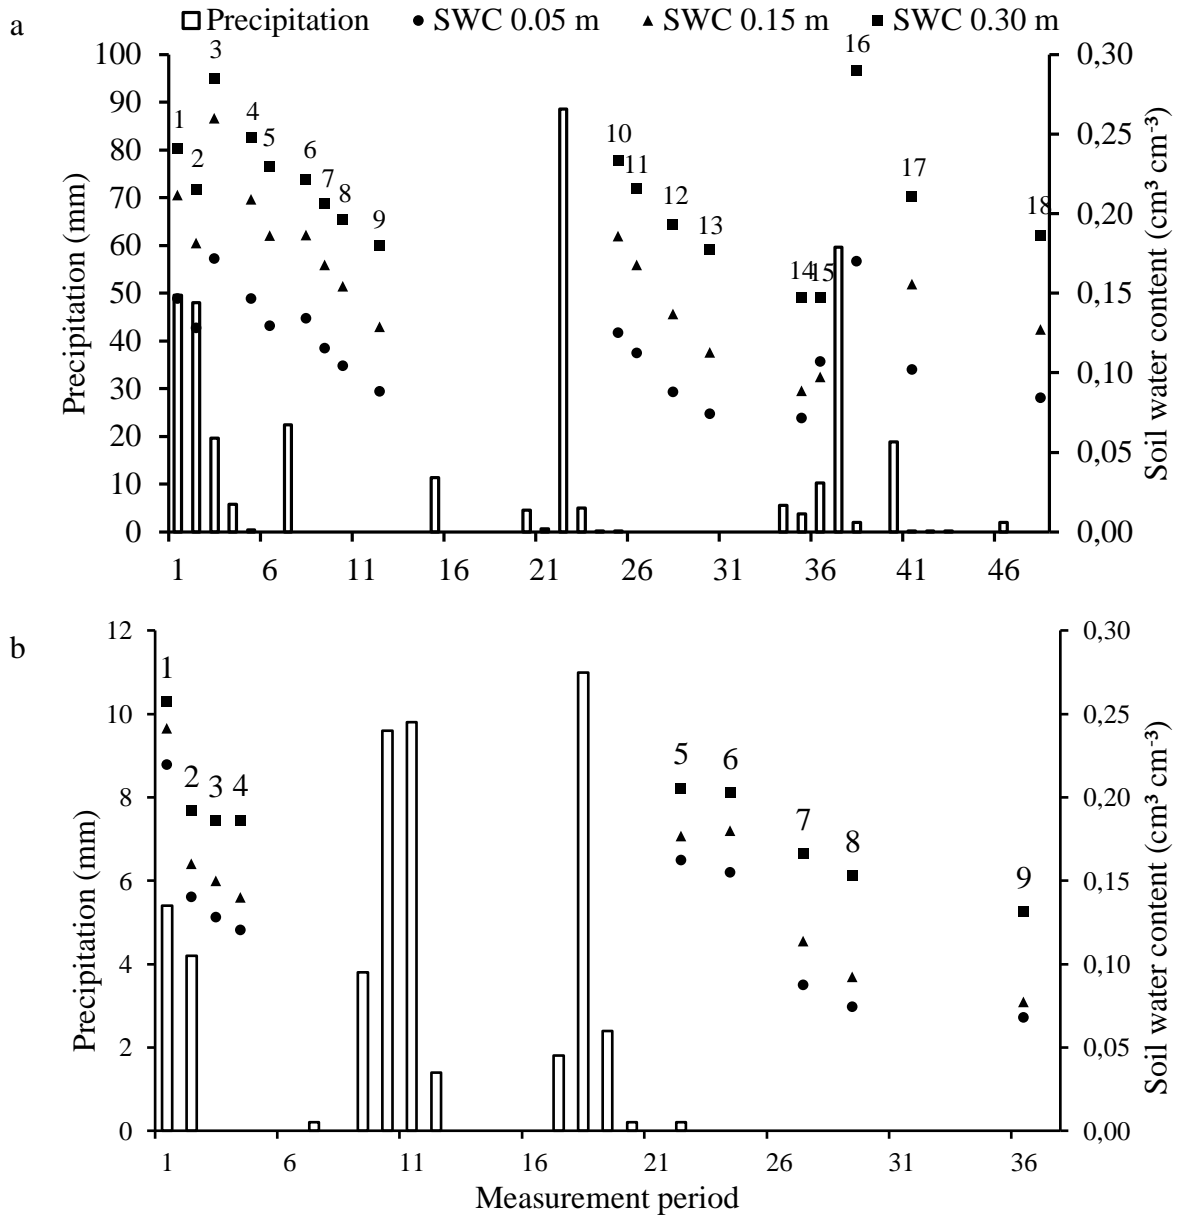 a
Precipitation SWC 0.05 m SWC 0.15 m SWC 0.30 m
100 90 80 70 60 50 40 30 20 10 0
Precipitation (mm)
1 2 3 4 5 6 7 8 9 10 11 12 13 14 15 16 17 18
0,30 0,25 0,20 0,15 0,10 0,05 0,00
Soil water content (cm³ cm⁻³)
1 6 11 16 21 26 31 36 41 46
b
12 10 8 6 4 2 0
Precipitation (mm)
1 2 3 4 5 6 7 8 9
0,30 0,25 0,20 0,15 0,10 0,05 0,00
Soil water content (cm³ cm⁻³)
1 6 11 16 21 26 31 36
Measurement period